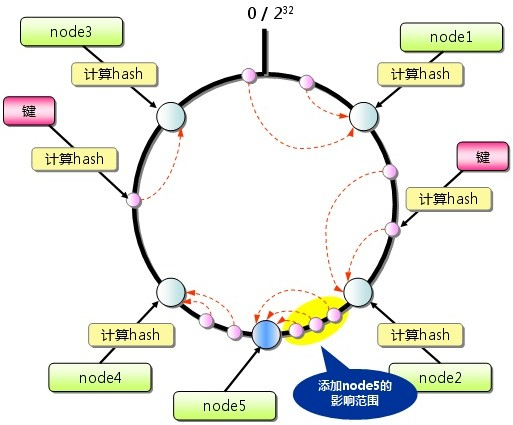 0 / 2³²
node3
node1
计算hash
计算hash
键
计算hash
键
计算hash
计算hash
计算hash
node4
node5
添加node5的
影响范围
node2